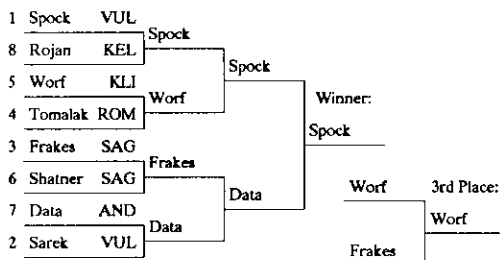 1 Spock VUL
Spock
8 Rojan KEL
Spock
5 Worf KLI
Winner:
Worf
4 Tomalak ROM
Spock
3 Frakes SAG
Frakes
6 Shatner SAG
Worf 3rd Place:
Data
7 Data AND
Worf
Data
2 Sarek VUL
Frakes